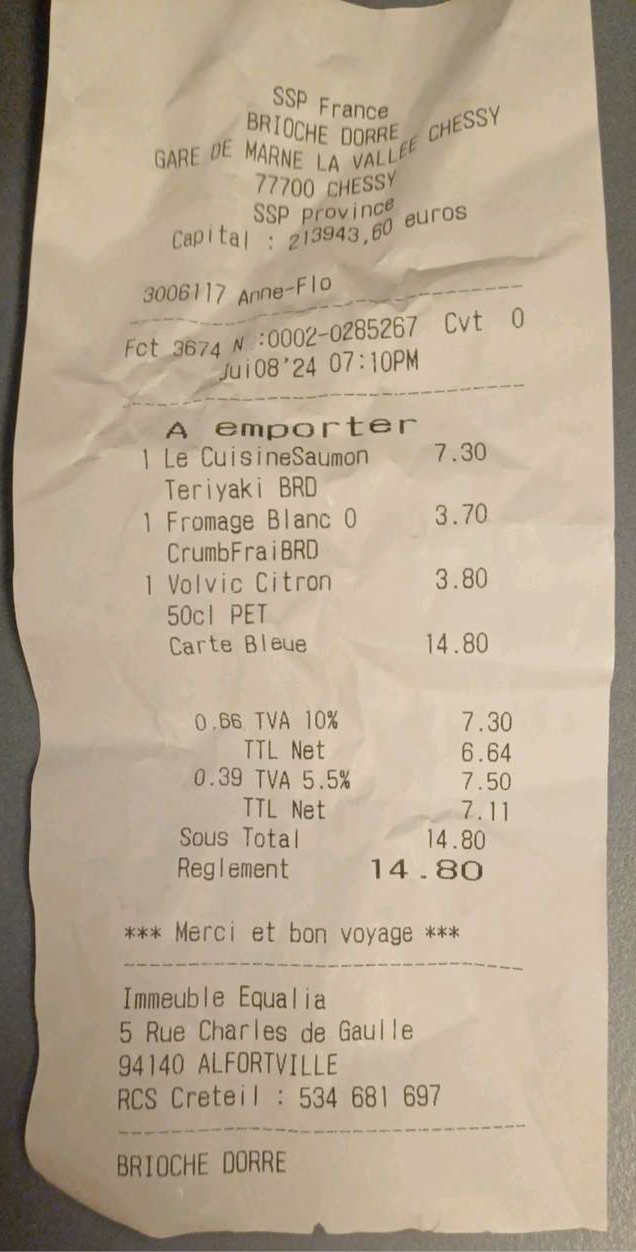 SSP France
BRIOCHE DORRE
GARE DE MARNE LA VALLEE CHESSY
77700 CHESSY
SSP Province
Capital : 213943,60 euros
3006117 Anne-Flo
Fct 3674 N :0002-0285267 Cvt 0
Jui08'24 07:10PM
A emporter
1 Le CuisineSaumon 7.30
Teriyaki BRD
1 Fromage Blanc 0 3.70
CrumbFraiBRD
1 Volvic Citron 3.80
50cl PET
Carte Bleue 14.80
0.66 TVA 10% 7.30
TTL Net 6.64
0.39 TVA 5.5% 7.50
TTL Net 7.11
Sous Total 14.80
Reglement 14.80
*** Merci et bon voyage ***
Immeuble Equalia
5 Rue Charles de Gaulle
94140 ALFORTVILLE
RCS Creteil : 534 681 697
BRIOCHE DORRE